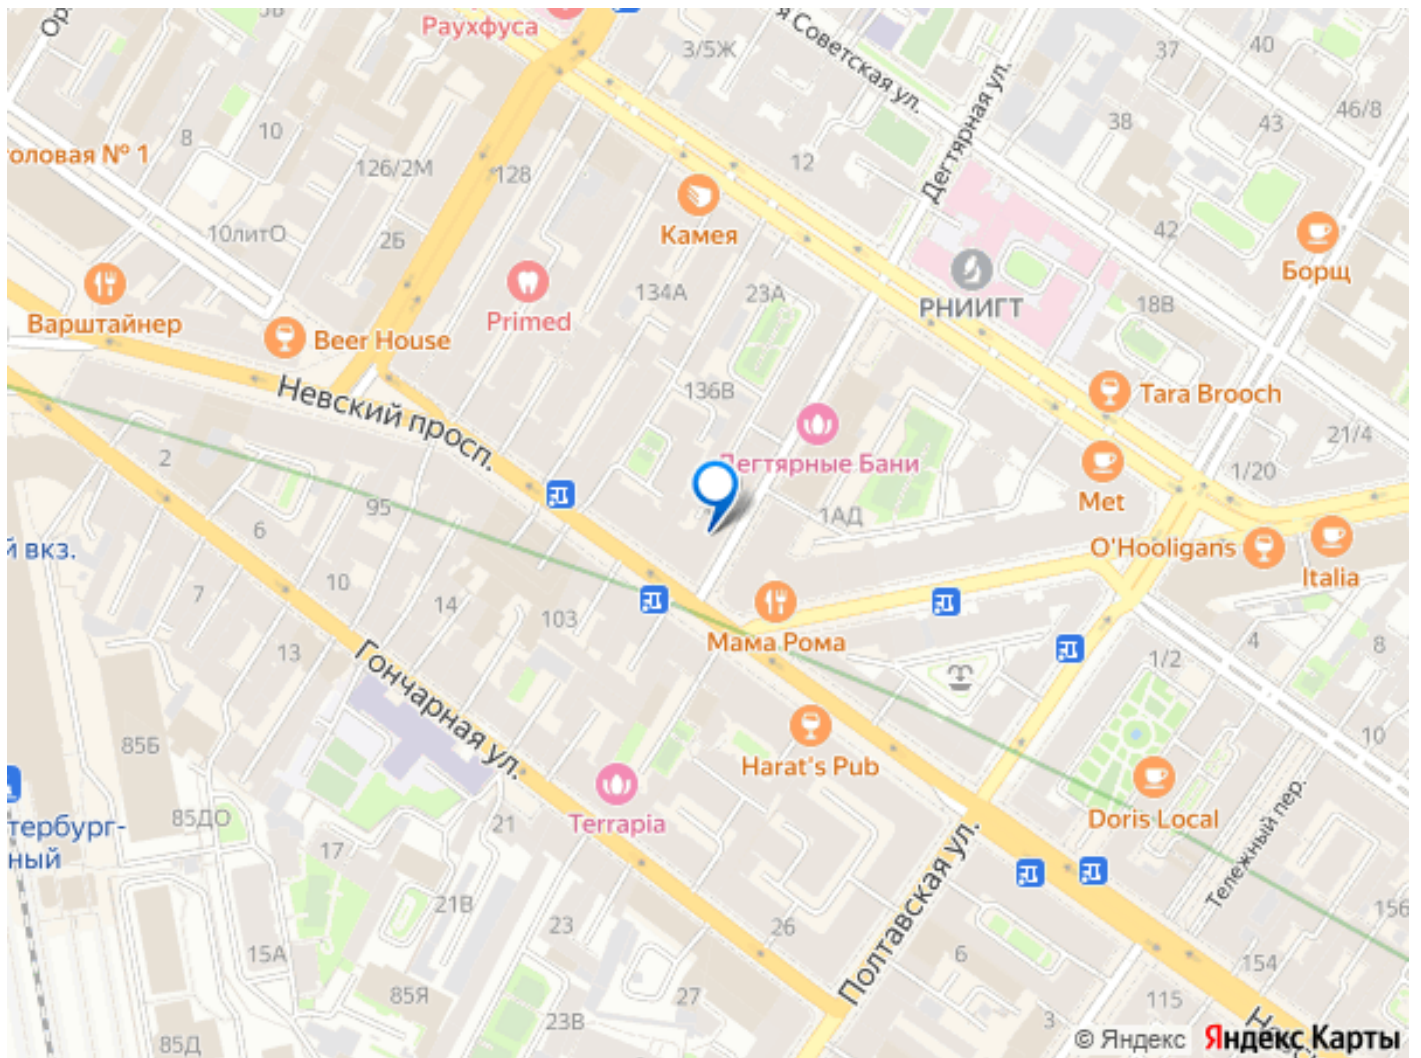 Раухфуса
3/5Ж
я Советская ул.
37
40
46/8
43
38
Дегтярная ул.
8
10
оловая № 1
126/2М
128
12
42
10литО
2Б
Камея
Борщ
134А
23А
РНИИГТ
18В
Варштайнер
Beer House
Primed
Невский просп.
136В
Tara Brooch
21/4
Дегтярные Бани
1/20
2
95
6
Met
1АД
й вкз.
O'Hooligans
Italia
7
10
14
103
Мама Рома
4
8
13
1/2
Гончарная ул.
85Б
10
Harat's Pub
Terrapia
Doris Local
85ДО
21
тербург-
ный
17
Полтавская ул.
Тележный пер.
21В
23
26
156
15А
6
154
85Я
27
115
23В
3
85Д
© Яндекс
Яндекс Карты